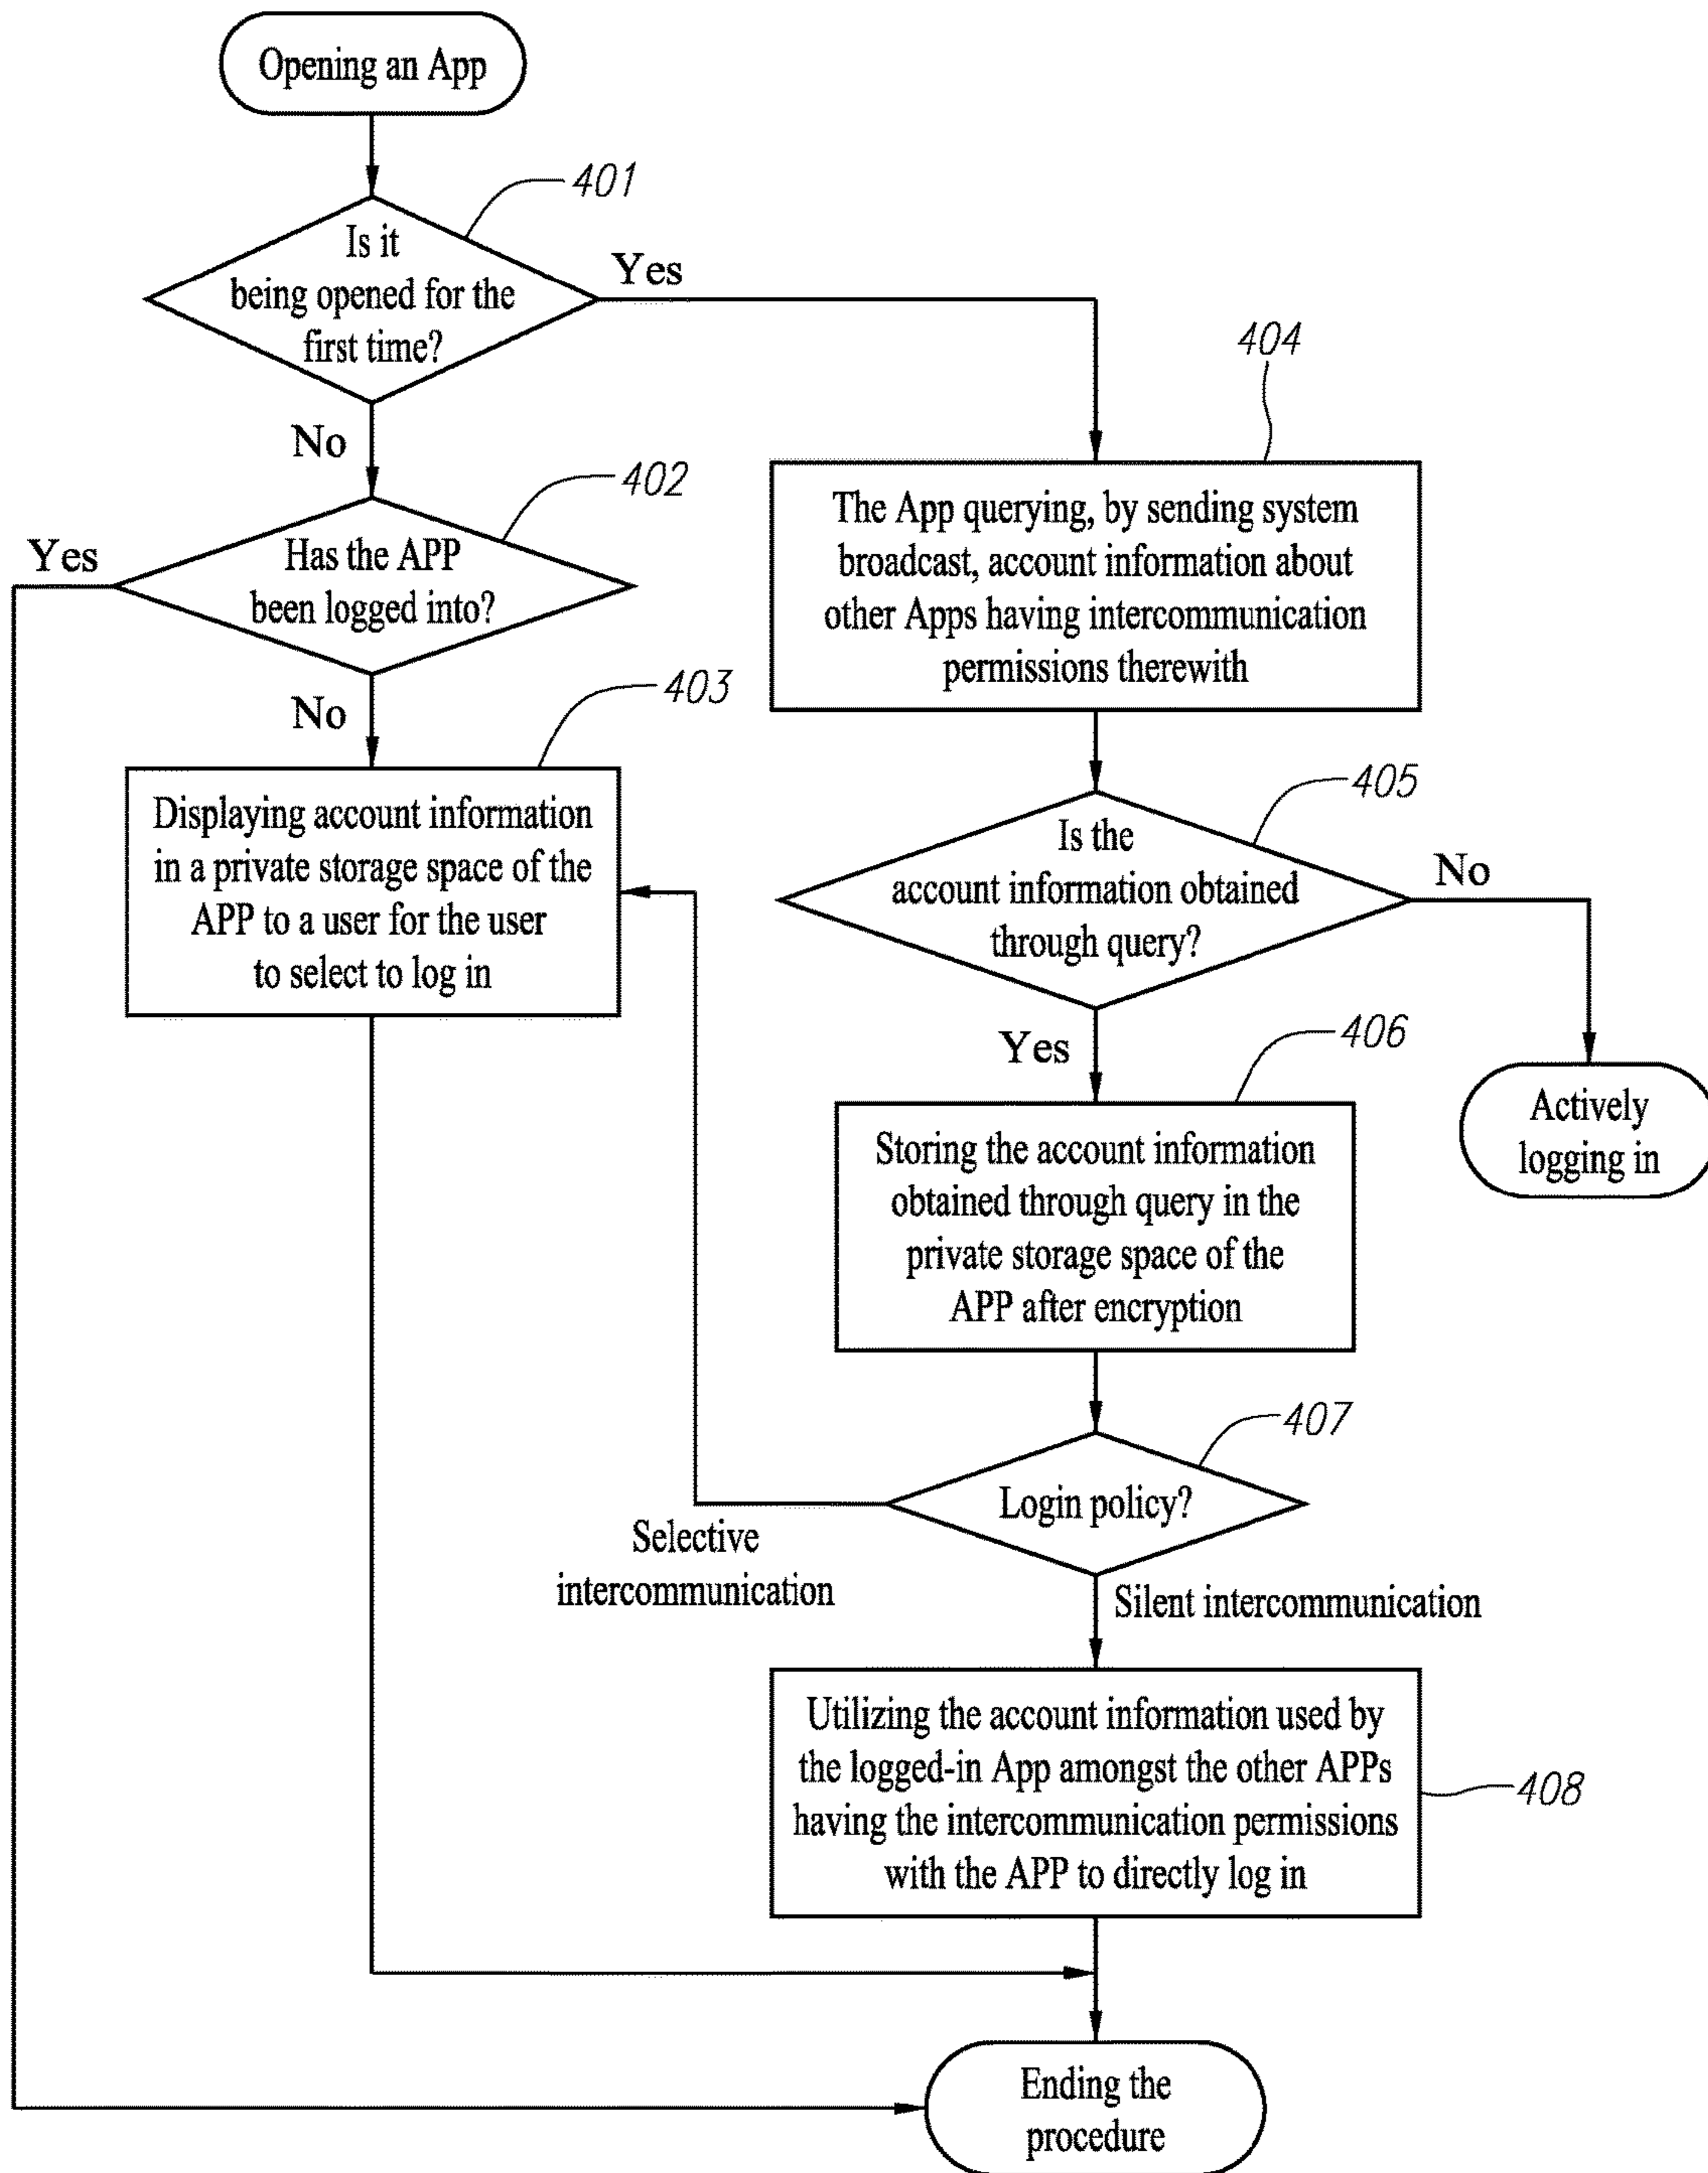 Opening an App
401
Is it
being opened for the
first time?
Yes
No
402
Has the APP
been logged into?
Yes
No
403
Displaying account information
in a private storage space of the
APP to a user for the user
to select to log in
404
The App querying, by sending system
broadcast, account information about
other Apps having intercommunication
permissions therewith
405
Is the
account information obtained
through query?
No
Actively
logging in
Yes
406
Storing the account information
obtained through query in the
private storage space of the
APP after encryption
407
Login policy?
Selective
intercommunication
Silent intercommunication
Utilizing the account information used by
the logged-in App amongst the other APPs
having the intercommunication permissions
with the APP to directly log in
408
Ending the
procedure